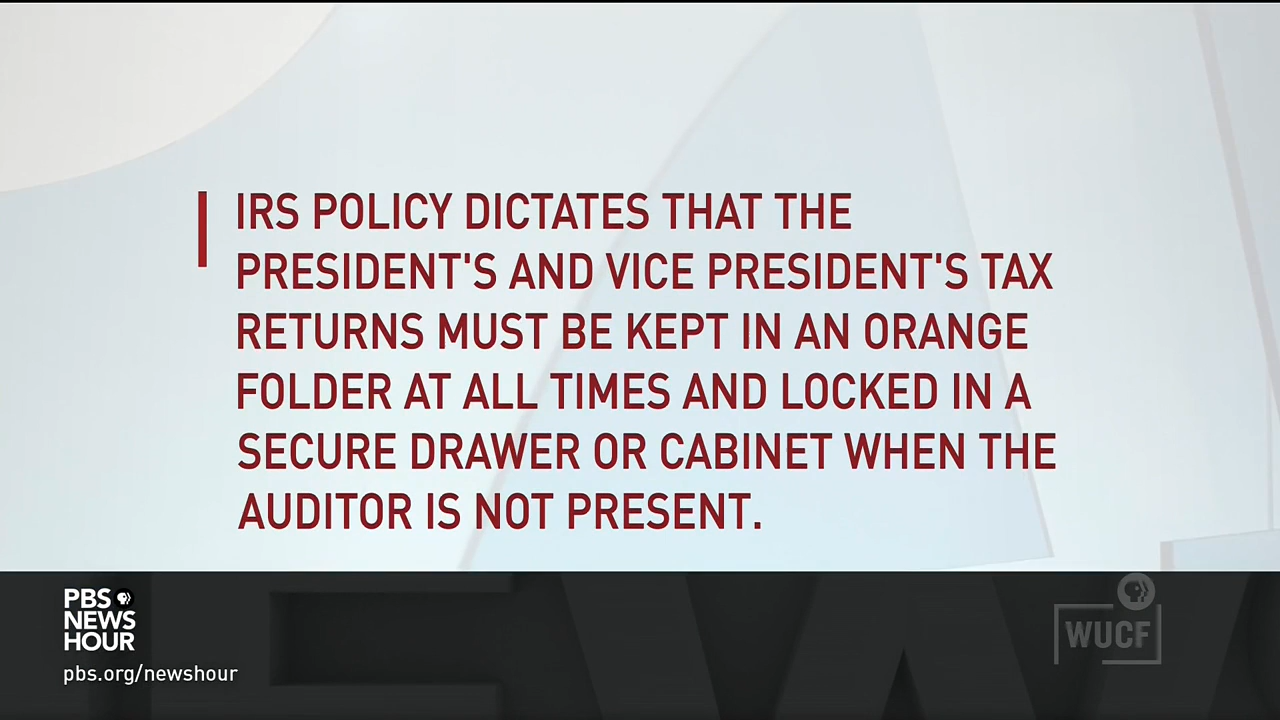 IRS POLICY DICTATES THAT THE
PRESIDENT'S AND VICE PRESIDENT'S TAX
RETURNS MUST BE KEPT IN AN ORANGE
FOLDER AT ALL TIMES AND LOCKED IN A
SECURE DRAWER OR CABINET WHEN THE
AUDITOR IS NOT PRESENT.
PBS
NEWS
HOUR
pbs.org/newshour
WUCF